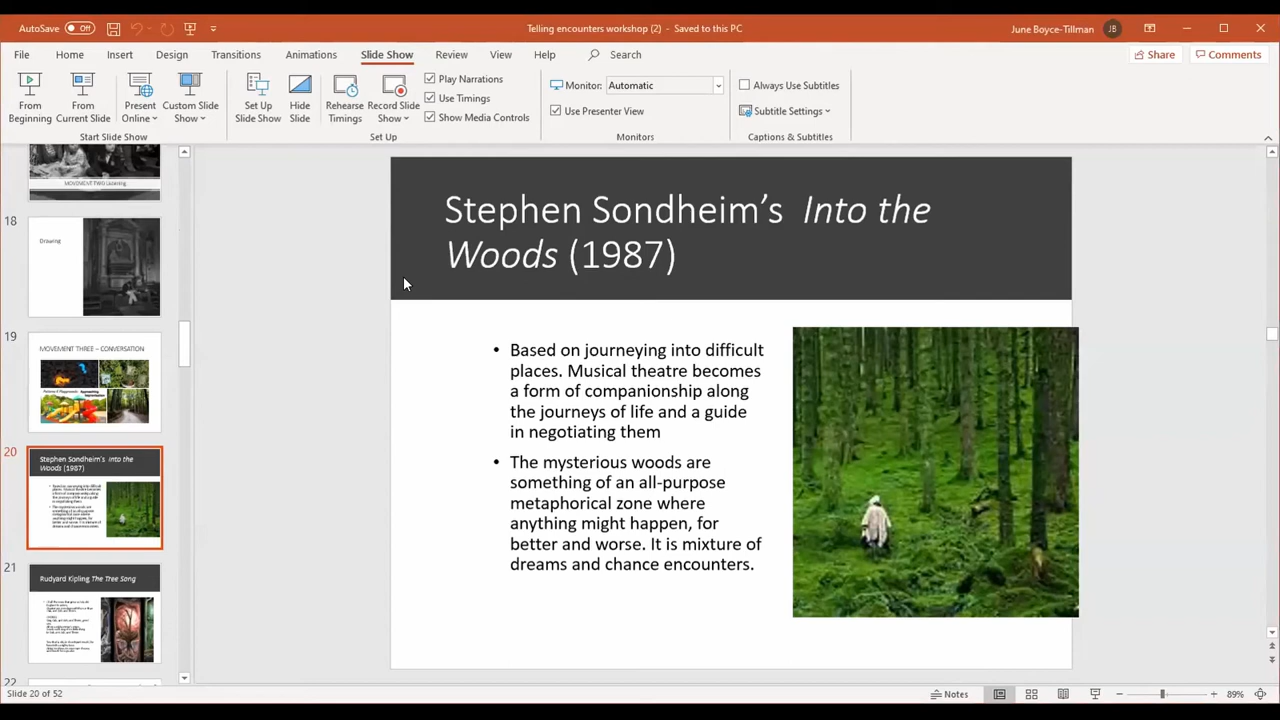 AutoSave Off
Telling encounters workshop (2) - Saved to this PC
June Boyce-Tillman JB
File Home Insert Design Transitions Animations Slide Show Review View Help Search
Share Comments
From Beginning
From Current Slide
Present Online
Custom Slide Show
Start Slide Show
Set Up Slide Show
Hide Slide
Rehearse Timings
Record Slide Show
Play Narrations
Use Timings
Show Media Controls
Set Up
Monitor: Automatic
Use Presenter View
Monitors
Always Use Subtitles
Subtitle Settings
Captions & Subtitles
MOVEMENT TWO Listening
18
Drawing
19
MOVEMENT THREE – CONVERSATION
20
Stephen Sondheim's Into the
Woods (1987)
21
Rudyard Kipling The Tree Song
22
Stephen Sondheim's Into the
Woods (1987)
• Based on journeying into difficult
places. Musical theatre becomes
a form of companionship along
the journeys of life and a guide
in negotiating them
• The mysterious woods are
something of an all-purpose
metaphorical zone where
anything might happen, for
better and worse. It is mixture of
dreams and chance encounters.
Slide 20 of 52
Notes
89%